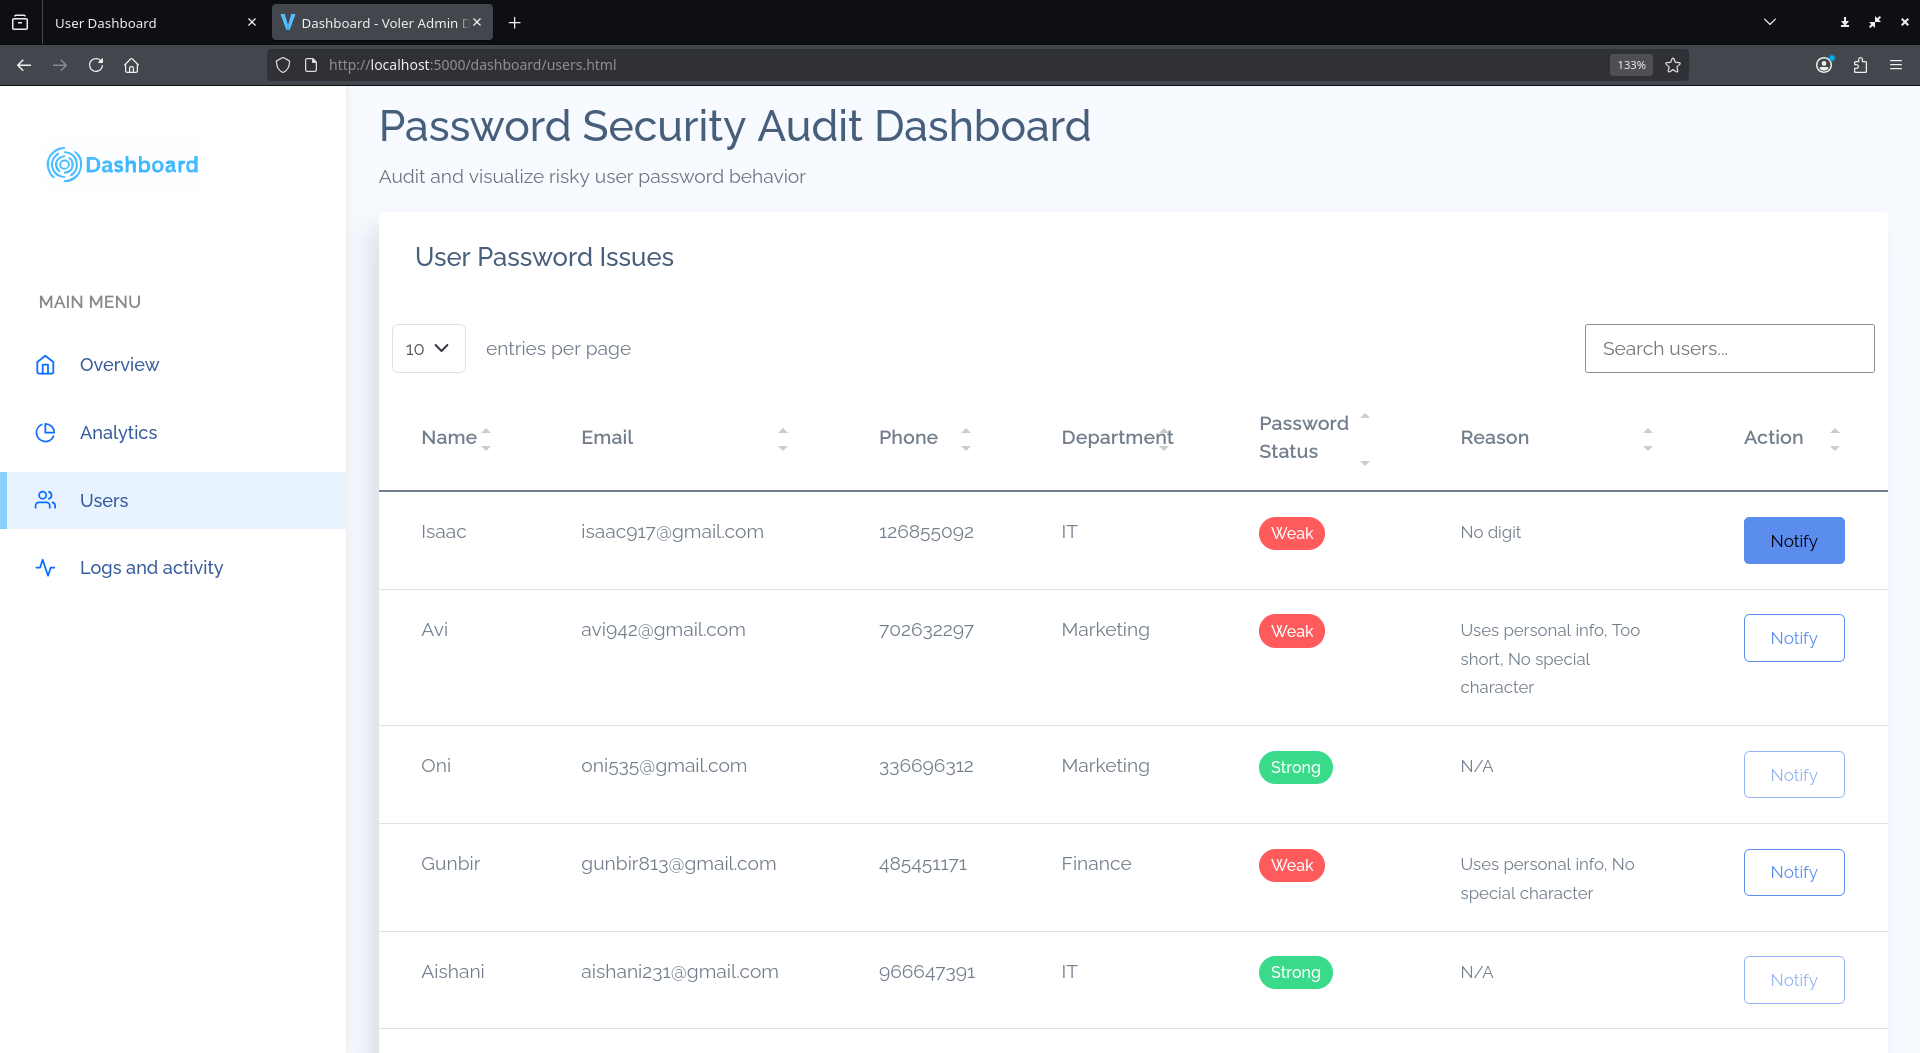 User Dashboard
Dashboard - Voler Admin D
http://localhost:5000/dashboard/users.html
133%
Dashboard
MAIN MENU
Overview
Analytics
Users
Logs and activity
Password Security Audit Dashboard
Audit and visualize risky user password behavior
User Password Issues
10 entries per page
Search users...
Name Email Phone Department Password Status Reason Action
Isaac isaac917@gmail.com 126855092 IT Weak No digit Notify
Avi avi942@gmail.com 702632297 Marketing Weak Uses personal info, Too Notify
short, No special
character
Oni oni535@gmail.com 336696312 Marketing Strong N/A Notify
Gunbir gunbir813@gmail.com 485451171 Finance Weak Uses personal info, No Notify
special character
Aishani aishani231@gmail.com 966647391 IT Strong N/A Notify